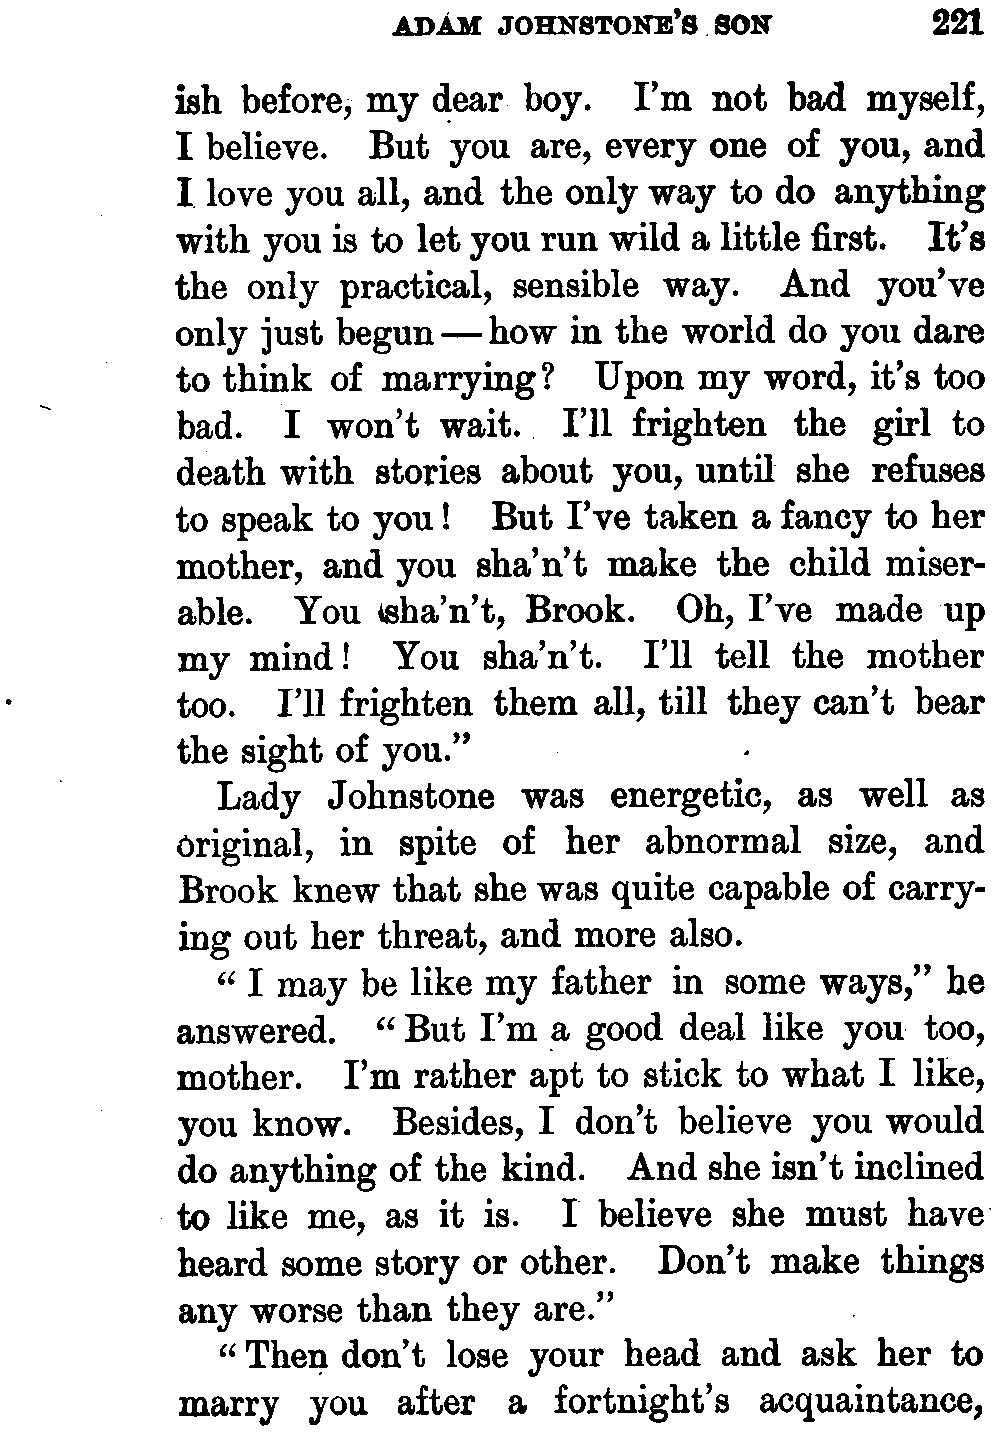 ADAM JOHNSTONE'S SON 221
ish before, my dear boy. I'm not bad myself,
I believe. But you are, every one of you, and
I love you all, and the only way to do anything
with you is to let you run wild a little first. It's
the only practical, sensible way. And you've
only just begun — how in the world do you dare
to think of marrying? Upon my word, it's too
bad. I won't wait. I'll frighten the girl to
death with stories about you, until she refuses
to speak to you! But I've taken a fancy to her
mother, and you sha'n't make the child miser-
able. You sha'n't, Brook. Oh, I've made up
my mind! You sha'n't. I'll tell the mother
too. I'll frighten them all, till they can't bear
the sight of you."
Lady Johnstone was energetic, as well as
original, in spite of her abnormal size, and
Brook knew that she was quite capable of carry-
ing out her threat, and more also.
"I may be like my father in some ways," he
answered. "But I'm a good deal like you too,
mother. I'm rather apt to stick to what I like,
you know. Besides, I don't believe you would
do anything of the kind. And she isn't inclined
to like me, as it is. I believe she must have
heard some story or other. Don't make things
any worse than they are."
"Then don't lose your head and ask her to
marry you after a fortnight's acquaintance,